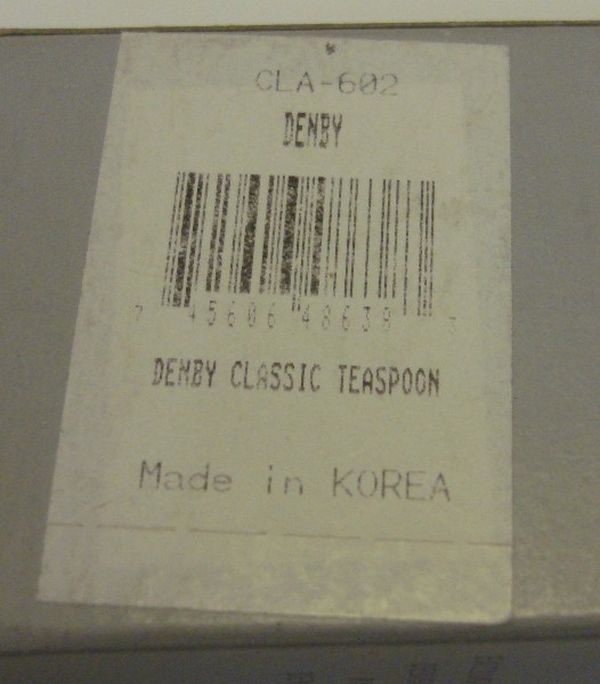 CLA-602
DENBY
7 45606 48638 3
DENBY CLASSIC TEASPOON
Made in KOREA